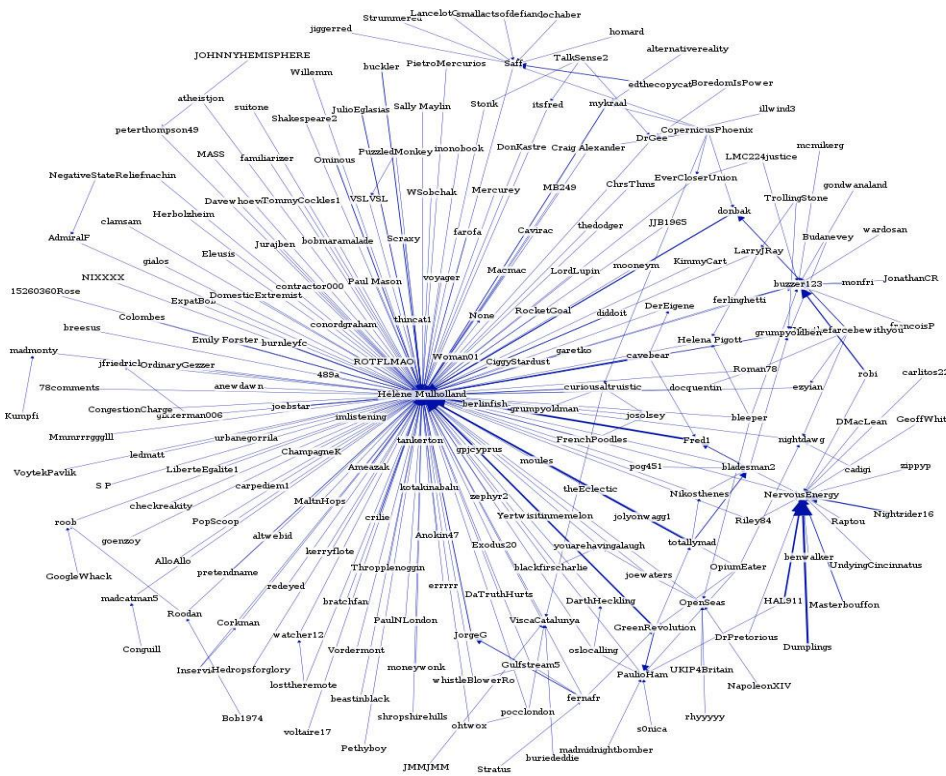 LancelotG smallactsofdefiance lochaber
Strummered
jiggerred
homard
JOHNNYHEMISPHERE
buckler
PietroMercurios
Saff
TalkSense2
alternativereality
Willemm
edthecopycat
BoredomIsPower
atheistjon
suitone
Shakespeare2
JulioEglasias
Sally Maylin
Stonk
itsfred
mykraal
illwind3
peterthompson49
CopernicusPhoenix
DrGee
mcmikerg
MASS
familiarizer
Ominous
PuzzledMonkey
inonobook
DonKastre
Craig Alexander
LMC224justice
NegativeStateReliefnachin
EverCloserUnion
gondwanaland
Davewhoever
TommyCockles1
VSLVSL
WSobchak
Mercurey
MB249
ChrsThms
TrollingStone
clamsam
Herbolzheim
donbak
AdmiralF
Jurajben
bobmaramalade
Scraxy
farofa
Cavirac
thedodger
JJB1965
Budanevey
wardosan
gialos
Eleusis
LarryJRay
NIXXXX
contractor000
Paul Mason
voyager
Macmac
LordLupin
mooneym
KimmyCart
buzzer123
monfri
JonathanCR
15260360Rose
ExpatBob
DomesticExtremist
ferlinghetti
Colombes
conordgraham
thincat1
None
RocketGoal
diddoit
DerEigene
francoisP
breesus
Emily Forster
burnleyfc
grumpyoldben
madmonty
jfriedrich
OrdinaryGezzer
ROTFLMAO
Woman01
CiggyStardust
garetko
cavebear
Helena Pigott
489a
Roman78
robi
carlitos22
78comments
anewdawn
Helene Mulholland
curiousaltruistic
docquentin
ezyian
Kumpfi
CongestionCharge
joebstar
imlistening
berlinfish
grumpyoldman
josolsey
bleeper
DMacLean
GeoffWhit
Mmmrrrggglll
urbanegorrila
ChampagneK
tankerton
gpjcyprus
FrenchPoodles
Fred1
nightdawg
ledmatt
moules
bladesman2
cadigi
zippyp
VoytekPavlik
LiberteEgalite1
Ameazak
pog451
S P
carpediem1
kotakinabalu
zephyr2
theEclectic
Nikosthenes
NervousEnergy
checkreakity
MaltnHops
Yertwisitinmemelon
jolyonwagg1
Riley84
Nightrider16
roob
PopScoop
crilie
Raptou
goenzoy
altwebid
Anokin47
Exodus20
youarehavingalaugh
totallymad
AlloAllo
kerryflote
blackfirscharlie
benwalker
GoogleWhack
pretendname
Thropplenoggin
errrrr
joewaters
OpiumEater
UndyingCincinnatus
madcatman5
redeyed
DaTruthHurts
DarthHeckling
OpenSeas
HAL911
Roodan
bratchfan
PaulNLondon
ViscaCatalunya
Masterbouffon
Corkman
watcher12
JorgeG
GreenRevolution
DrPretorious
Conguill
Vordermont
oslocalling
Dumplings
Hedropsforglory
moneywonk
Gulfstream5
PauloHam
UKIP4Britain
losttheremote
beastinblack
whistleBlowerRo
NapoleonXIV
Bob1974
shropshirehills
pocclondon
fernafr
voltaire17
ohtwox
s0nica
rhyyyyy
Pethyboy
madmidnightbomber
buriededdie
JMMJMM
Stratus